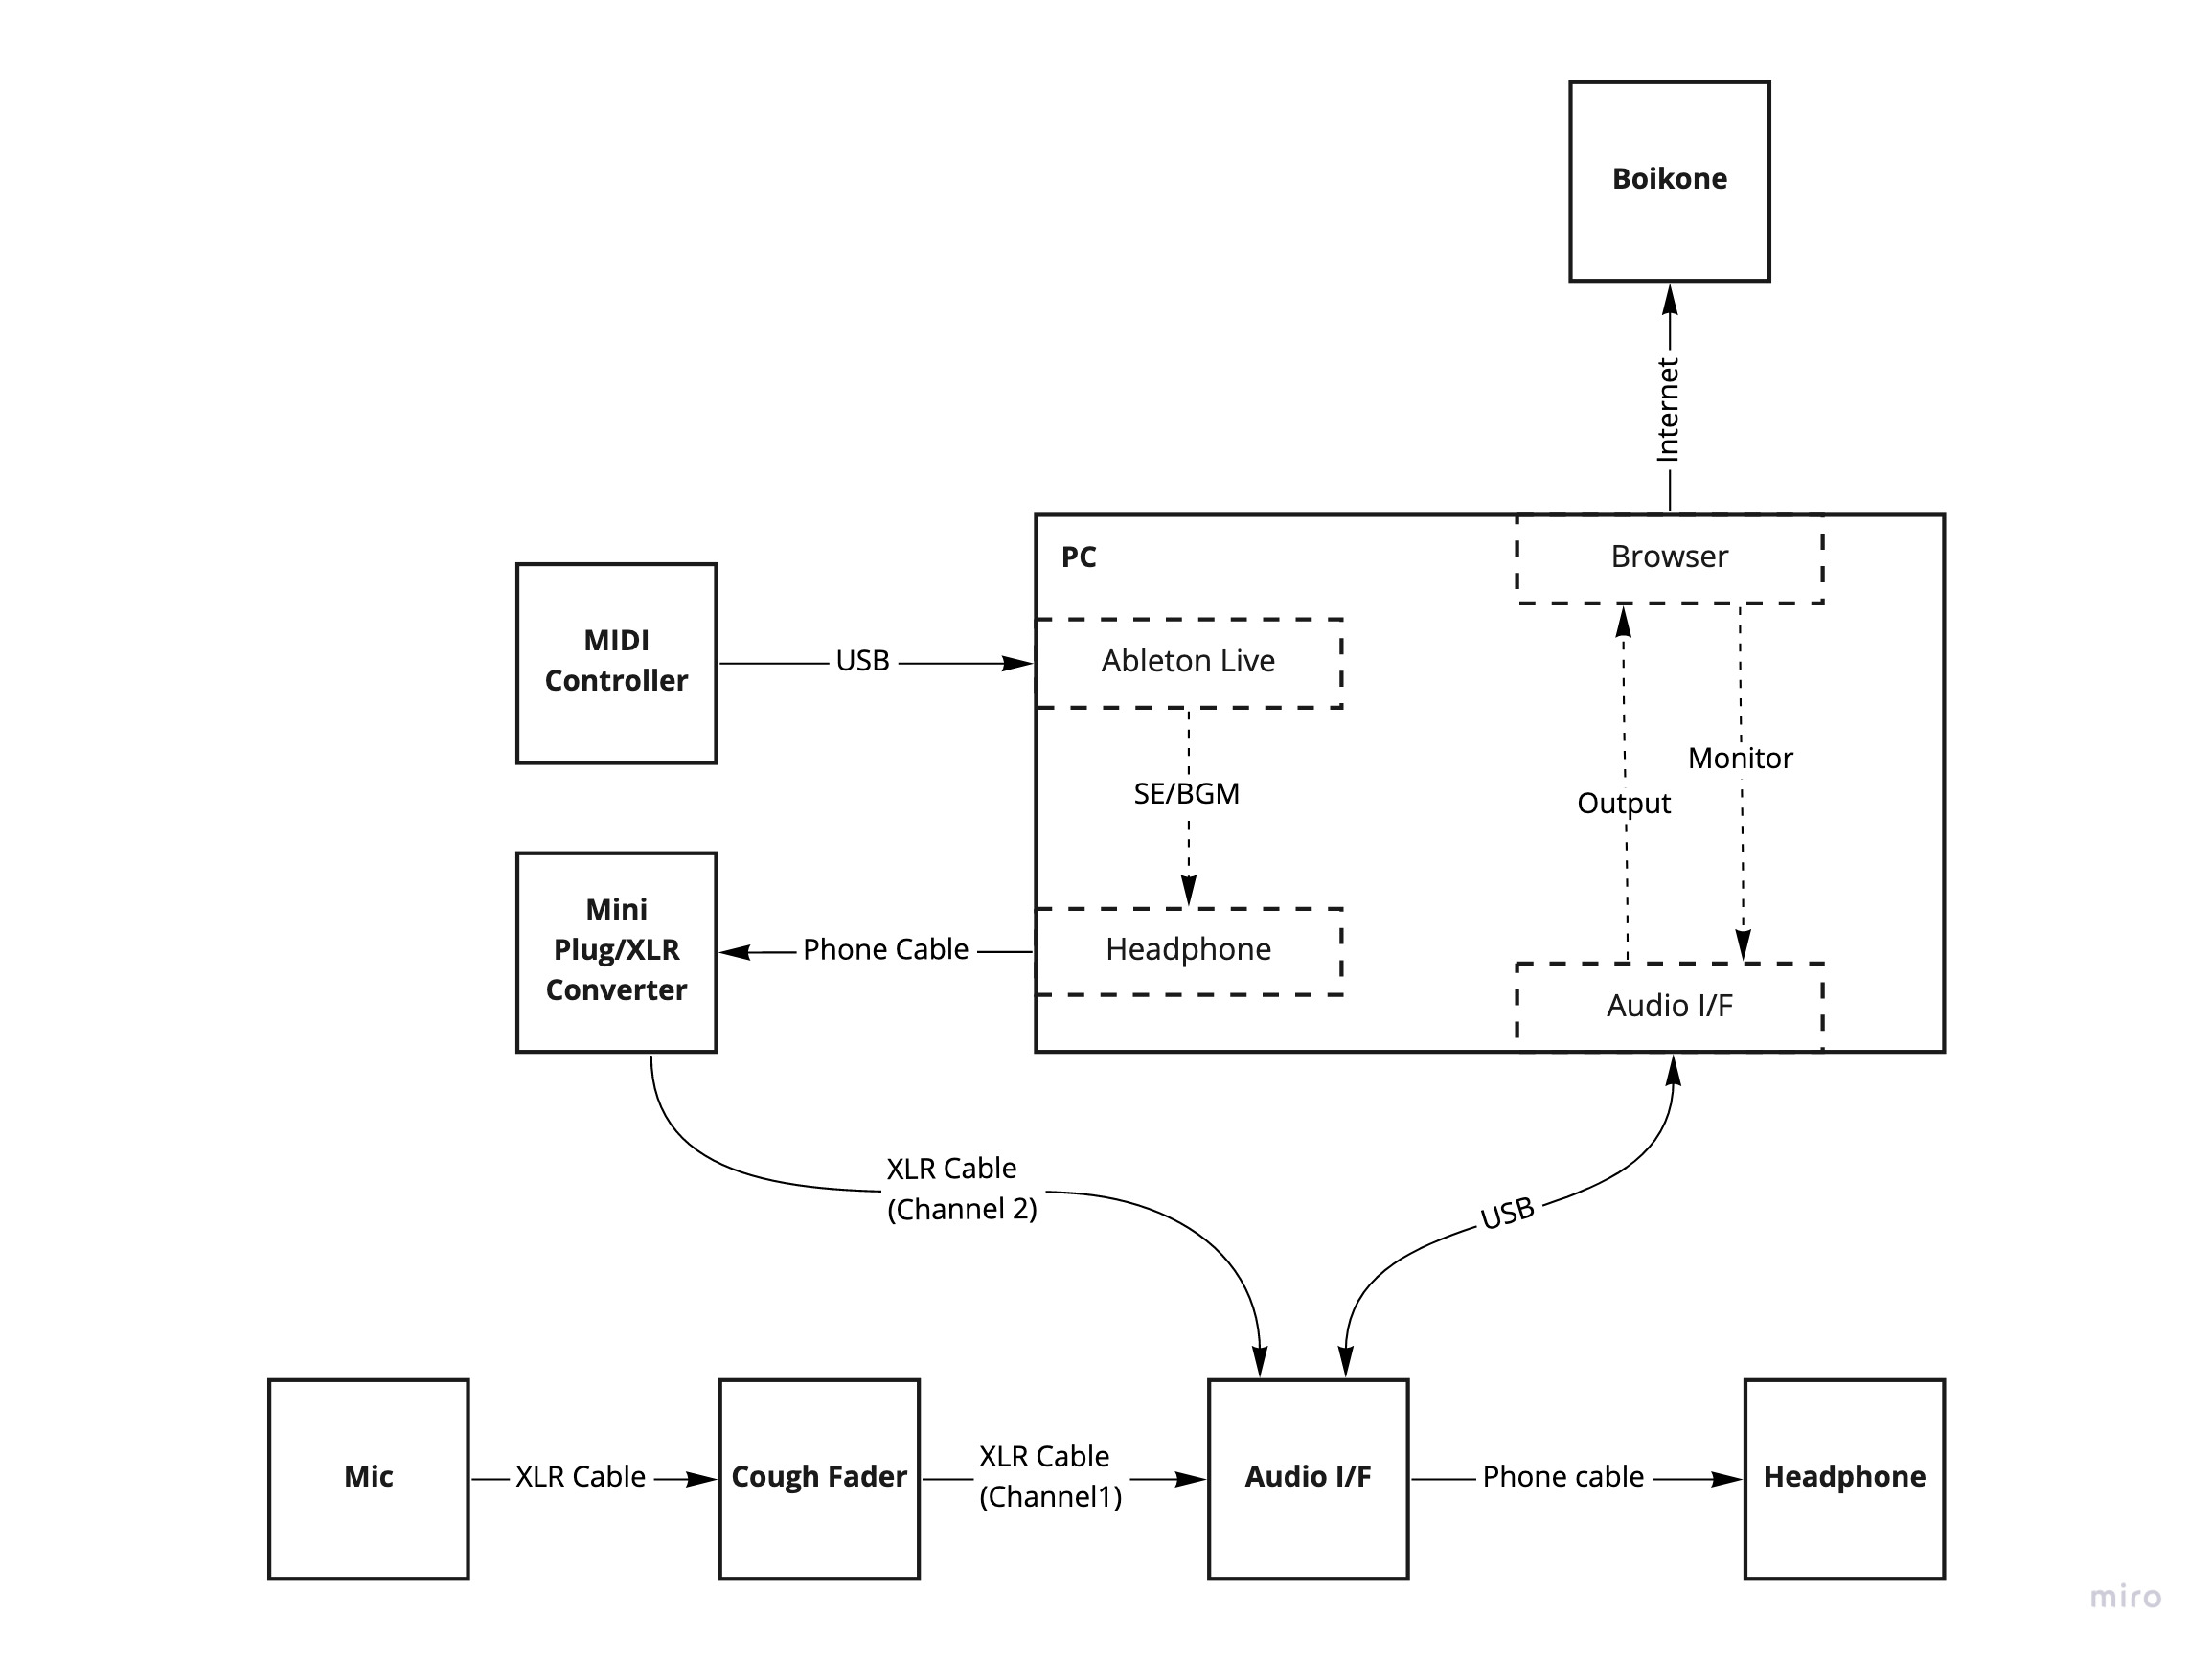 Boikone
Internet
PC
Browser
MIDI
Controller
USB
Ableton Live
SE/BGM
Monitor
Output
Mini
Plug/XLR
Converter
Phone Cable
Headphone
Audio I/F
XLR Cable
(Channel 2)
USB
Mic
XLR Cable
Cough Fader
XLR Cable
(Channel1)
Audio I/F
Phone cable
Headphone
miro